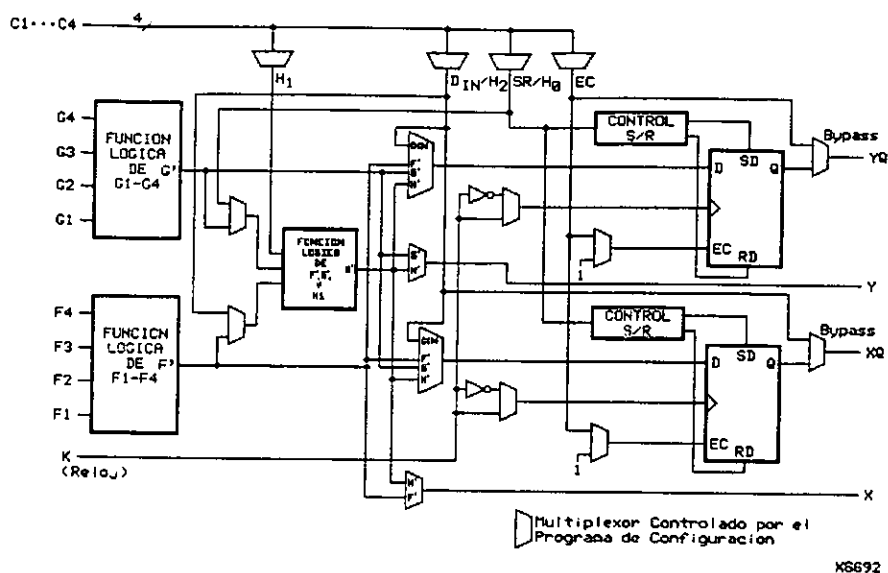 C1...C4
4
H1
DIN/H2
SR/H0
EC
G4
G3
G2
G1
FUNCION
LOGICA
DE
G1-G4
G'
DIN
F'
G'
H'
CONTROL
S/R
Bypass
YQ
D
SD
Q
EC
RD
1
FUNCION
LOGICO
DE
F',G',
Y
H1
H'
G'
H'
Y
F4
F3
F2
F1
FUNCION
LOGICA
DE
F1-F4
F'
DIN
F'
G'
H'
CONTROL
S/R
Bypass
XQ
D
SD
Q
EC
RD
1
K
(Reloj)
H'
F'
X
Multiplexor Controlado por el
Programa de Configuracion
X6692